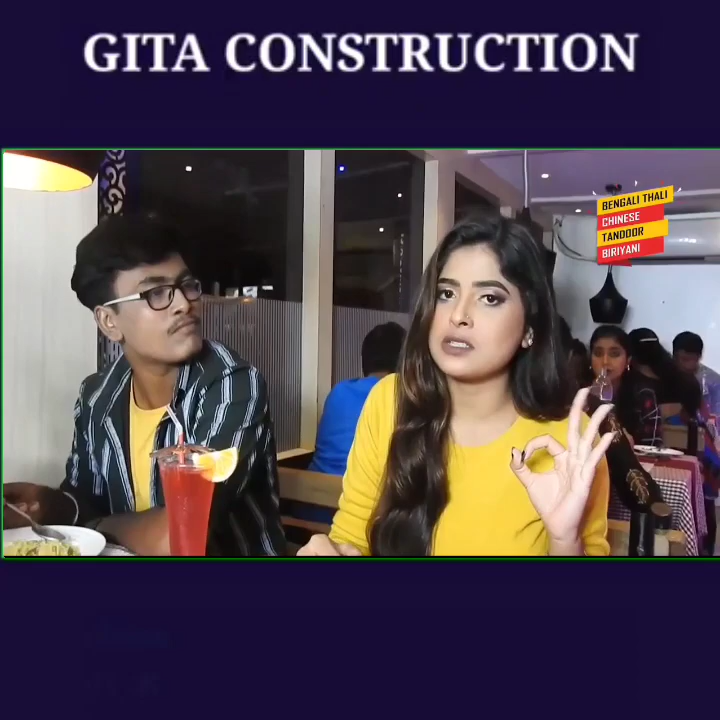 GITA CONSTRUCTION
BENGALI THALI
CHINESE
TANDOOR
BIRIYANI